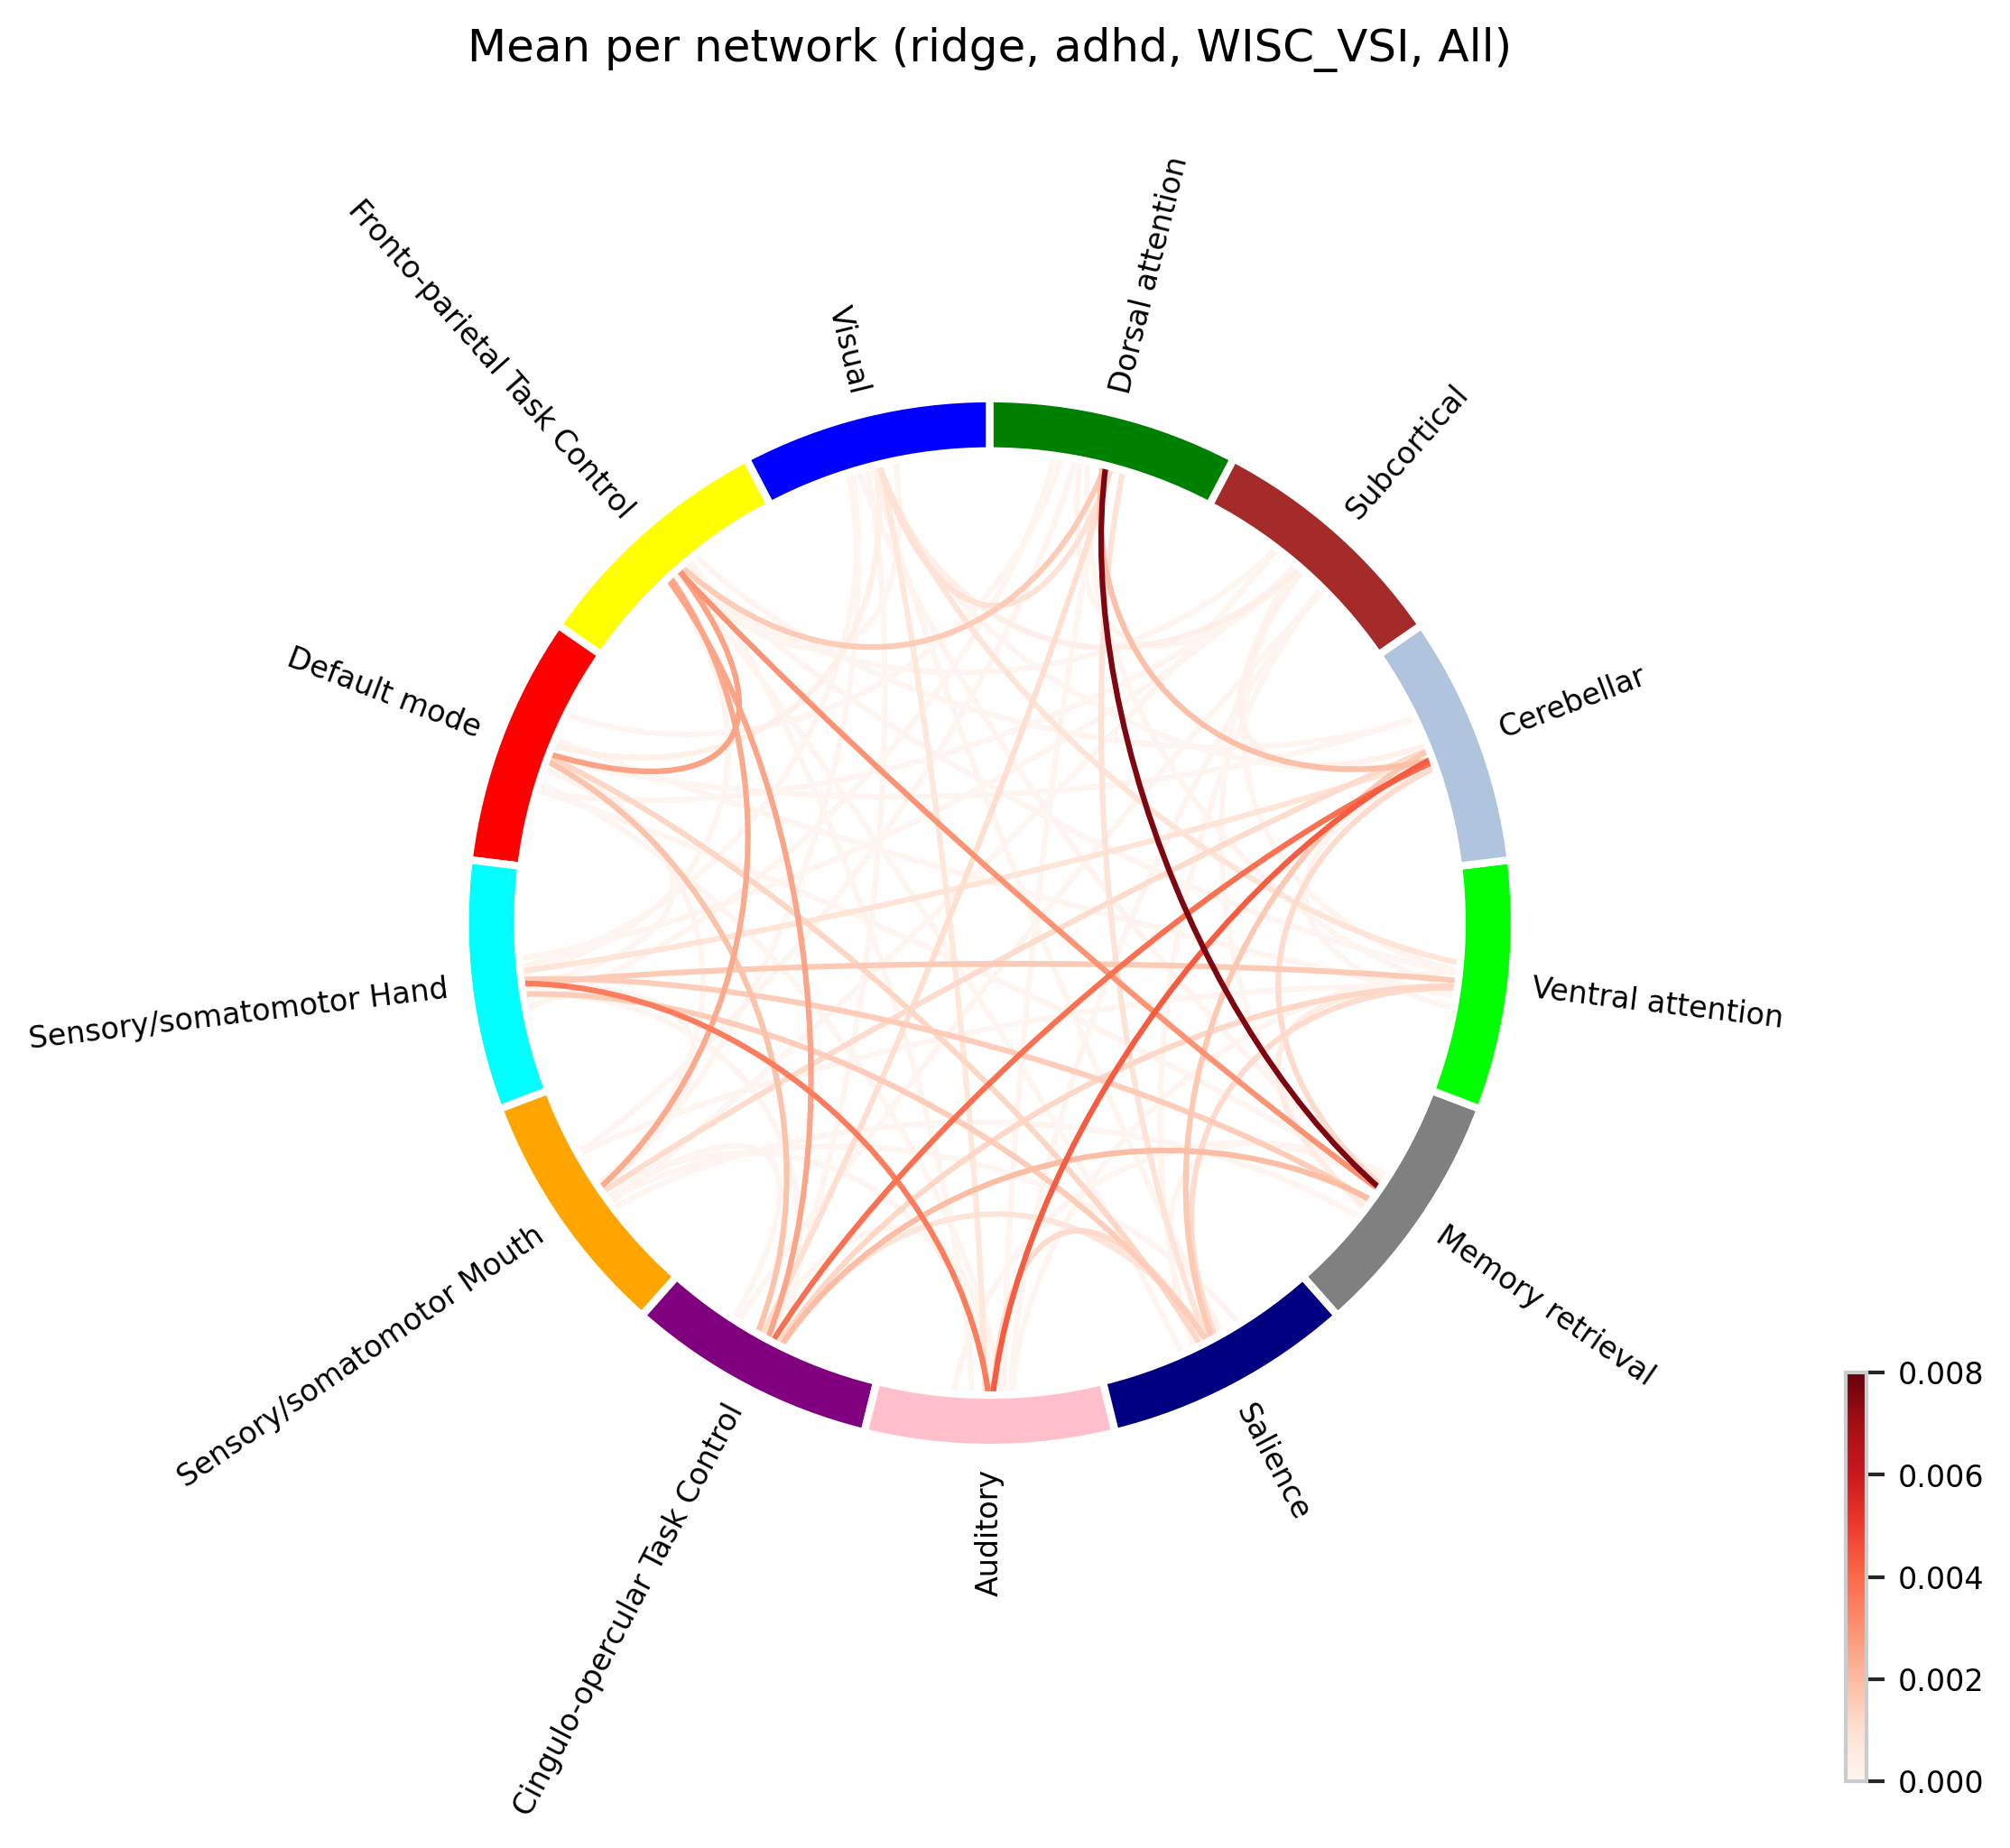 Mean per network (ridge, adhd, WISC_VSI, All)
Dorsal attention
Visual
Fronto-parietal Task Control
Default mode
Sensory/somatomotor Hand
Sensory/somatomotor Mouth
Cingulo-opercular Task Control
Auditory
Salience
Memory retrieval
Ventral attention
Cerebellar
Subcortical
0.008
0.006
0.004
0.002
0.000